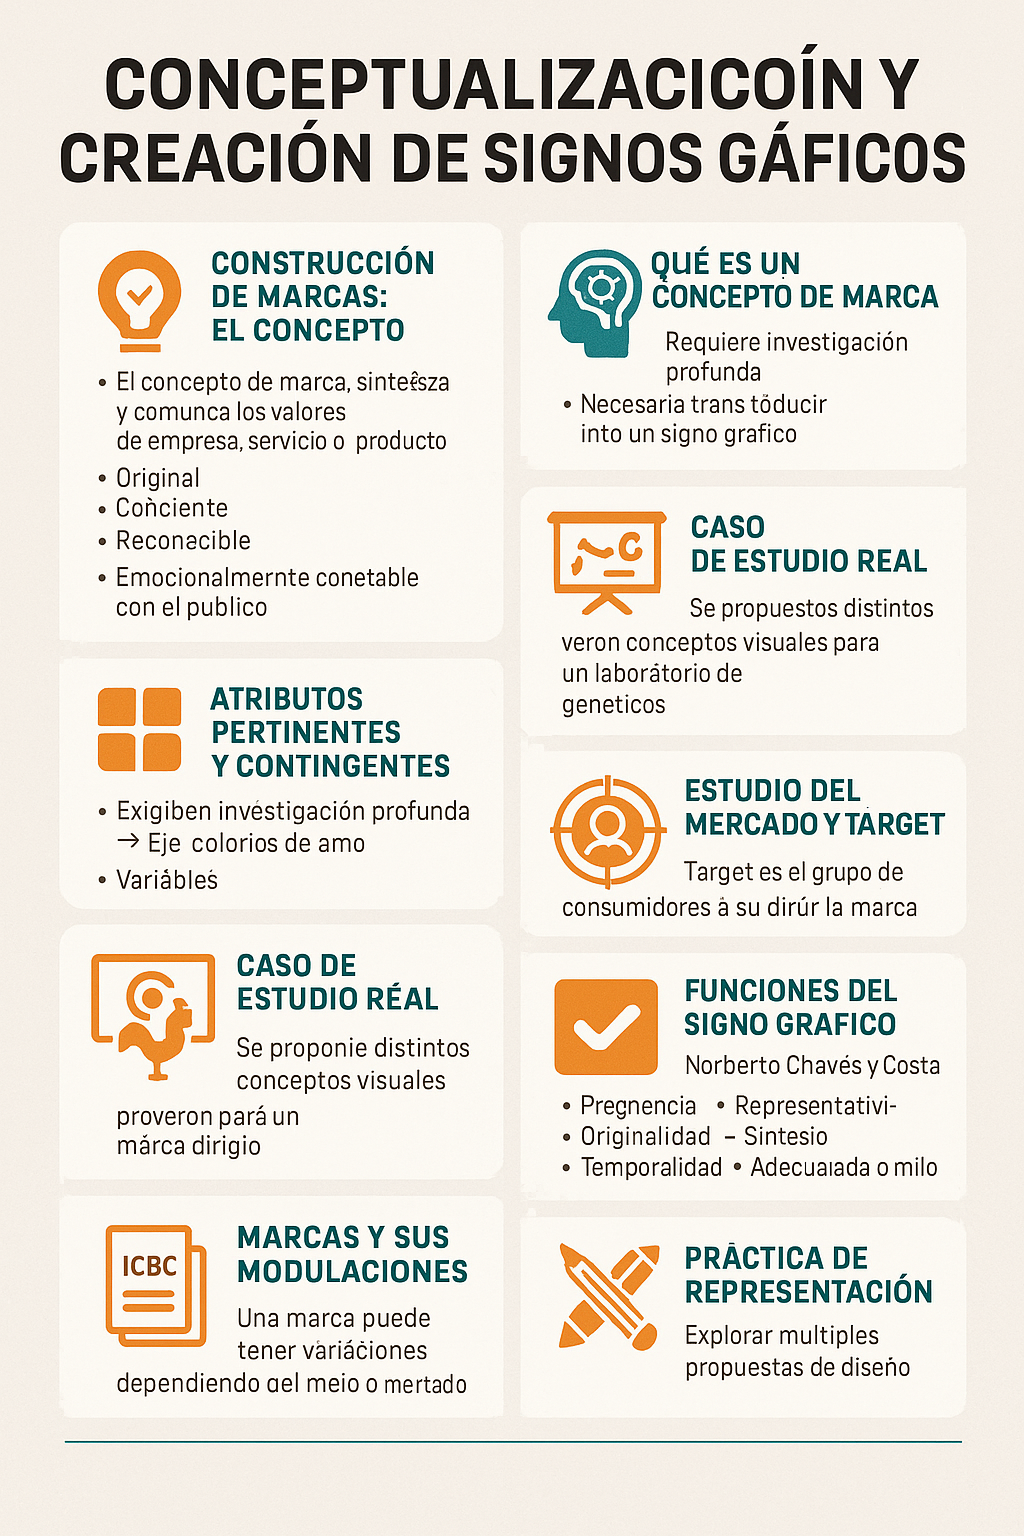 CONCEPTUALIZACICOÍN Y
CREACIÓN DE SIGNOS GÁFICOS
CONSTRUCCIÓN
DE MARCAS:
EL CONCEPTO
• El concepto de marca,
y comunca los valores
de empresa, servicio o producto
• Original
• Coǹciente
• Reconacible
• Emocionalmernte conetable
con el publico
QUÉ ES UN
CONCEPTO DE MARCA
Requiere investigación
profunda
• Necesaria trans töducir
into un signo grafico
CASO
DE ESTUDIO REAL
Se propuestos distintos
veron conceptos visuales para
un laborátorio de
geneticos
ATRIBUTOS
PERTINENTES
Y CONTINGENTES
• Exigiben invéstigación profunda
→ Eje colorios de amo
• Variábles
ESTUDIO DEL
MERCADO Y TARGET
Target es el grupo de
consumidores à su dirúr la marca
CASO DE
ESTUDIO RÉAL
Se proponie distintos
conceptos visuales
proveron pará un
márca dirigio
FUNCIONES DEL
SIGNO GRAFICO
Norberto Chavés y Costa
• Pregnencia • Representativi-
• Originalidad – Sintesio
• Temporalidad • Adecuaıada o milo
ICBC
MARCAS Y SUS
MODULACIONES
Una marca puede
tener váriáciones
dependiendo ael meio o mertado
PRÁCTICA DE
REPRESENTACIÓN
Explorar multiples
propuestas de diseño